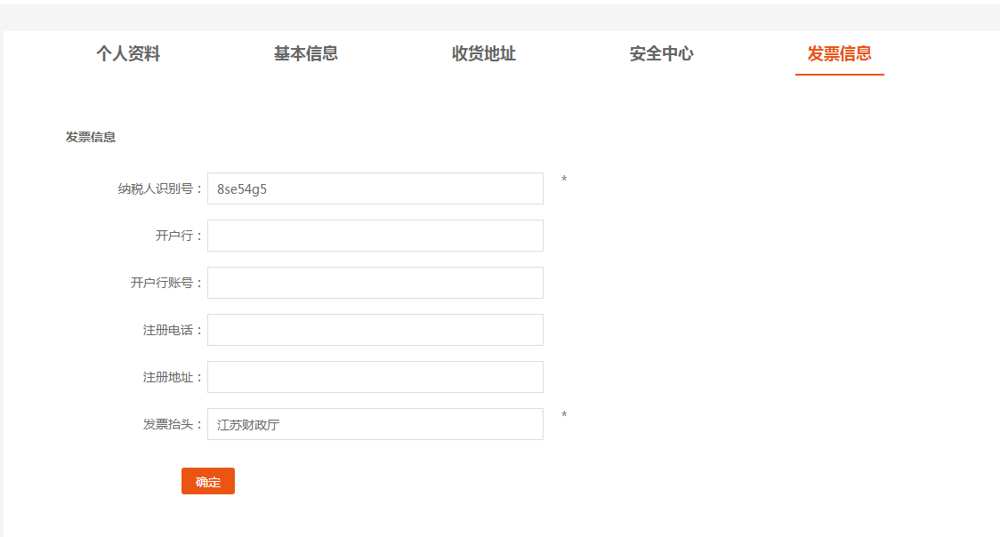 个人资料 基本信息 收货地址 安全中心 发票信息
发票信息
纳税人识别号： 8se54g5 *
开户行：
开户行账号：
注册电话：
注册地址：
发票抬头： 江苏财政厅 *
确定